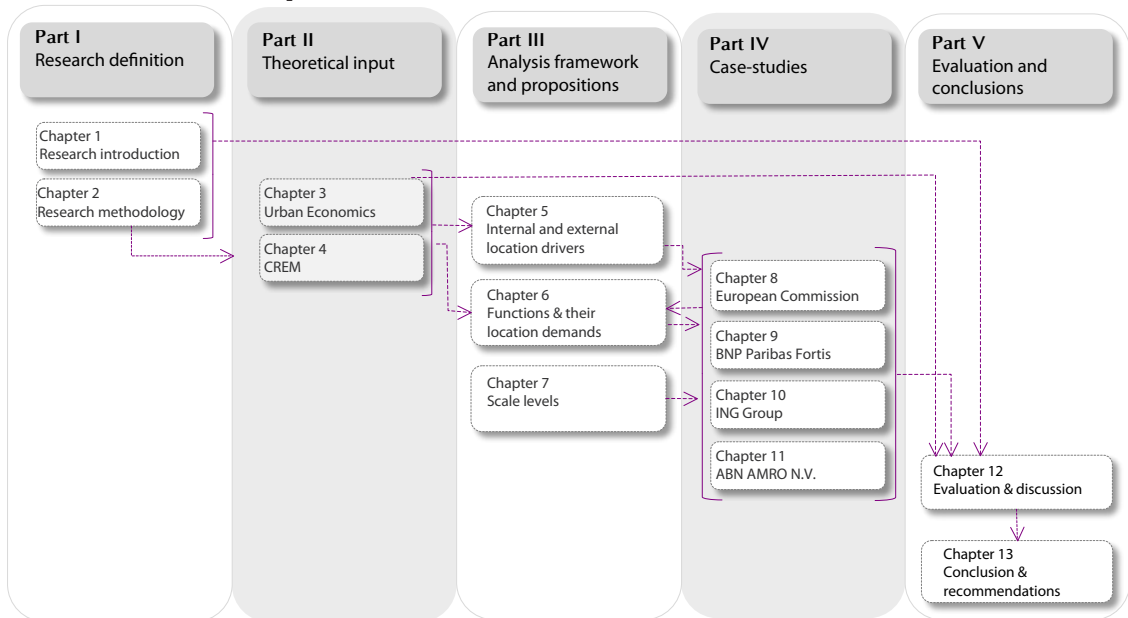 Part I
Research definition
Chapter 1
Research introduction
Chapter 2
Research methodology
Part II
Theoretical input
Chapter 3
Urban Economics
Chapter 4
CREM
Part III
Analysis framework
and propositions
Chapter 5
Internal and external
location drivers
Chapter 6
Functions & their
location demands
Chapter 7
Scale levels
Part IV
Case-studies
Chapter 8
European Commission
Chapter 9
BNP Paribas Fortis
Chapter 10
ING Group
Chapter 11
ABN AMRO N.V.
Part V
Evaluation and
conclusions
Chapter 12
Evaluation & discussion
Chapter 13
Conclusion &
recommendations